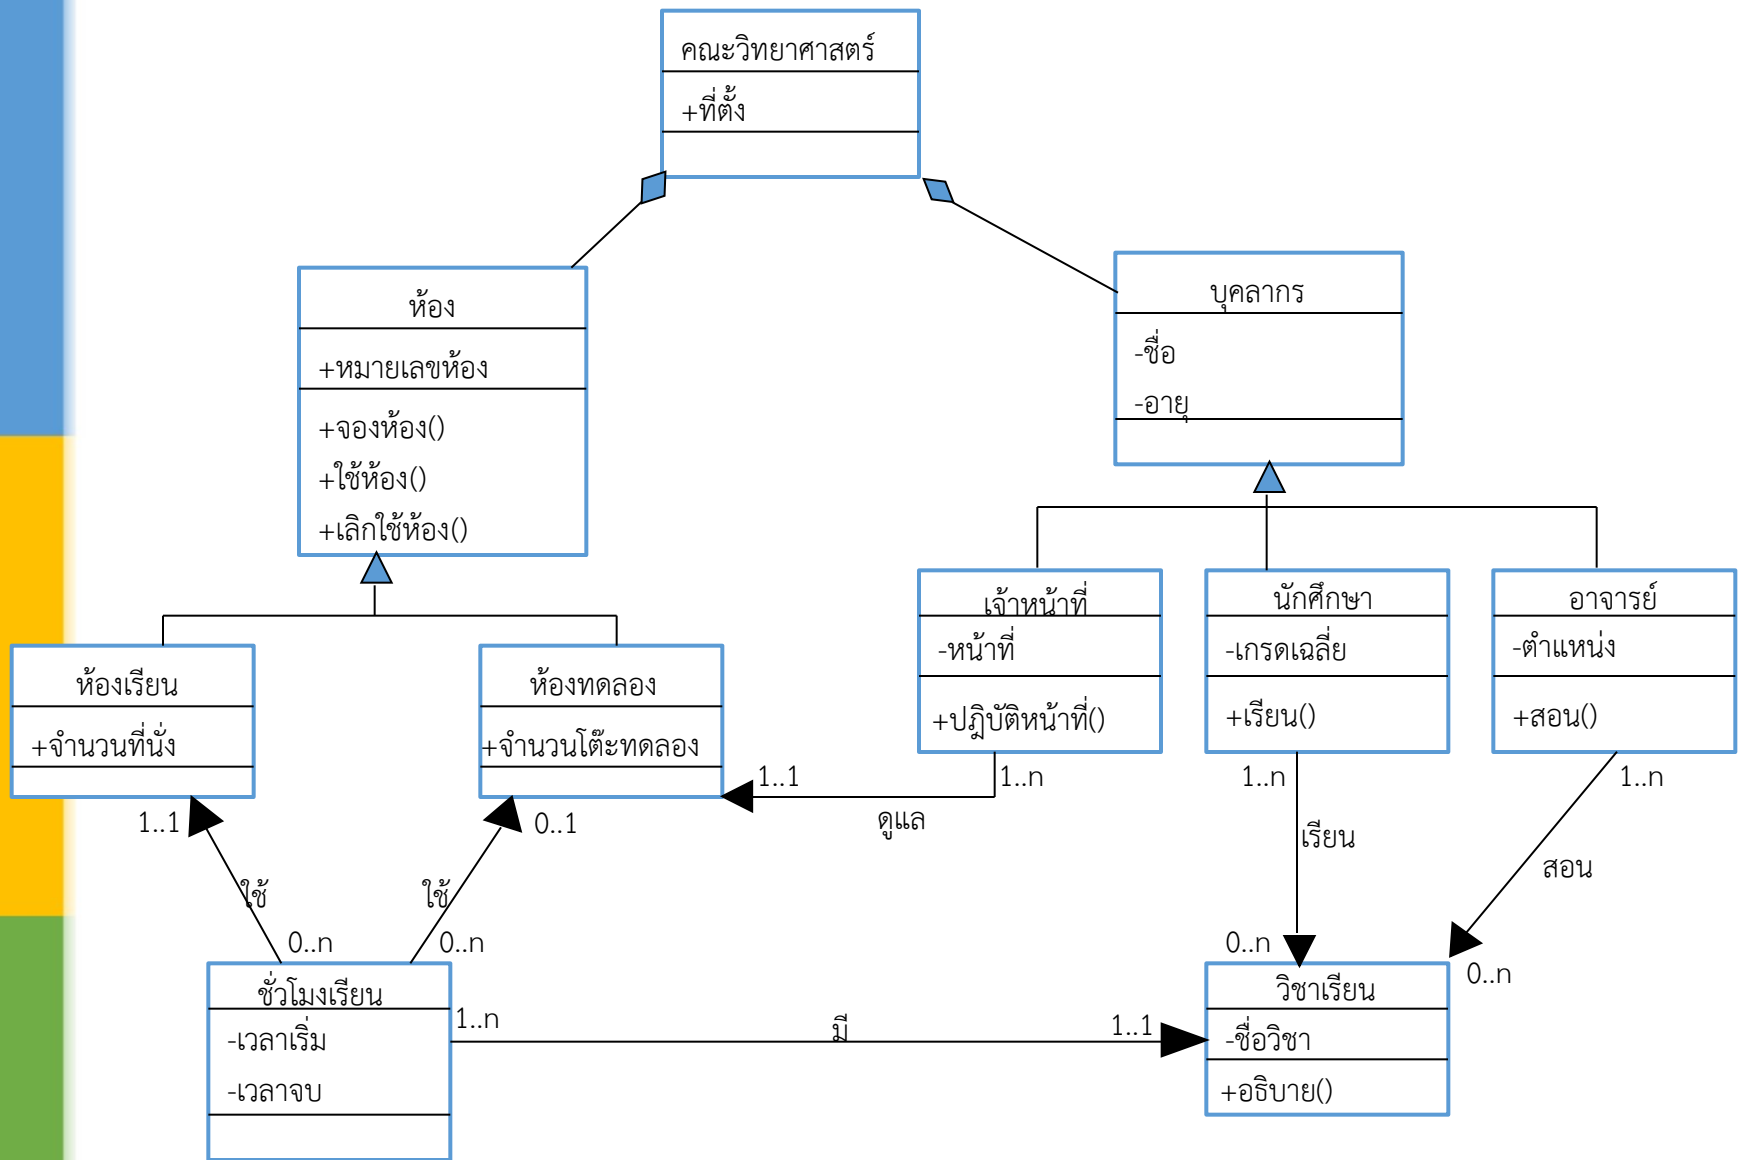 คณะวิทยาศาสตร์
+ที่ตั้ง
ห้อง
+หมายเลขห้อง
+จองห้อง()
+ใช้ห้อง()
+เลิกใช้ห้อง()
บุคลากร
-ชื่อ
-อายุ
เจ้าหน้าที่
-หน้าที่
+ปฎิบัติหน้าที่()
นักศึกษา
-เกรดเฉลี่ย
+เรียน()
อาจารย์
-ตำแหน่ง
+สอน()
ห้องเรียน
+จำนวนที่นั่ง
ห้องทดลอง
+จำนวนโต๊ะทดลอง
1..1
1..n
ดูแล
1..n
1..n
1..1
0..1
เรียน
สอน
ใช้
ใช้
0..n
0..n
0..n
0..n
ชั่วโมงเรียน
-เวลาเริ่ม
-เวลาจบ
1..n
มี
1..1
วิชาเรียน
-ชื่อวิชา
+อธิบาย()